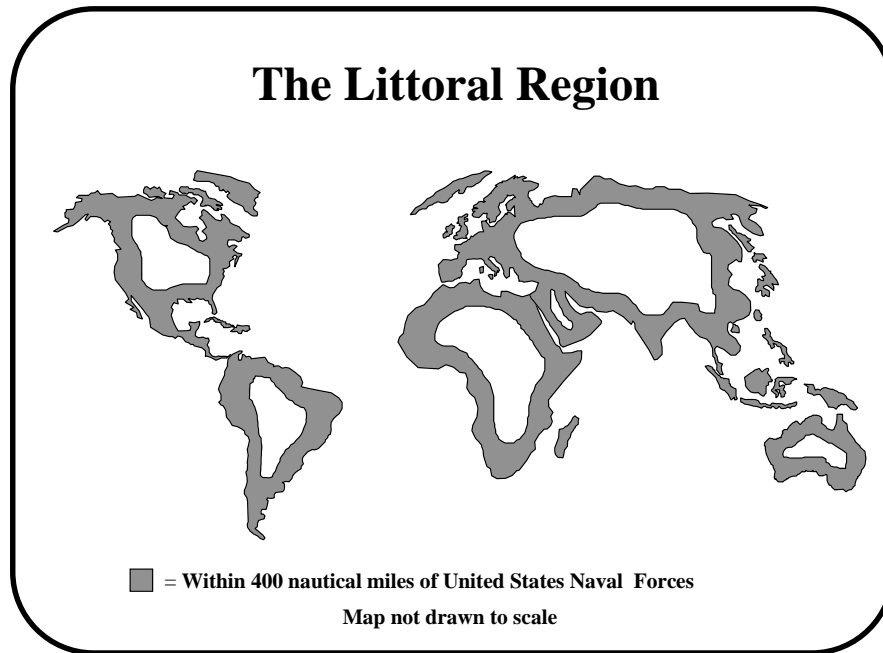 The Littoral Region
= Within 400 nautical miles of United States Naval Forces
Map not drawn to scale